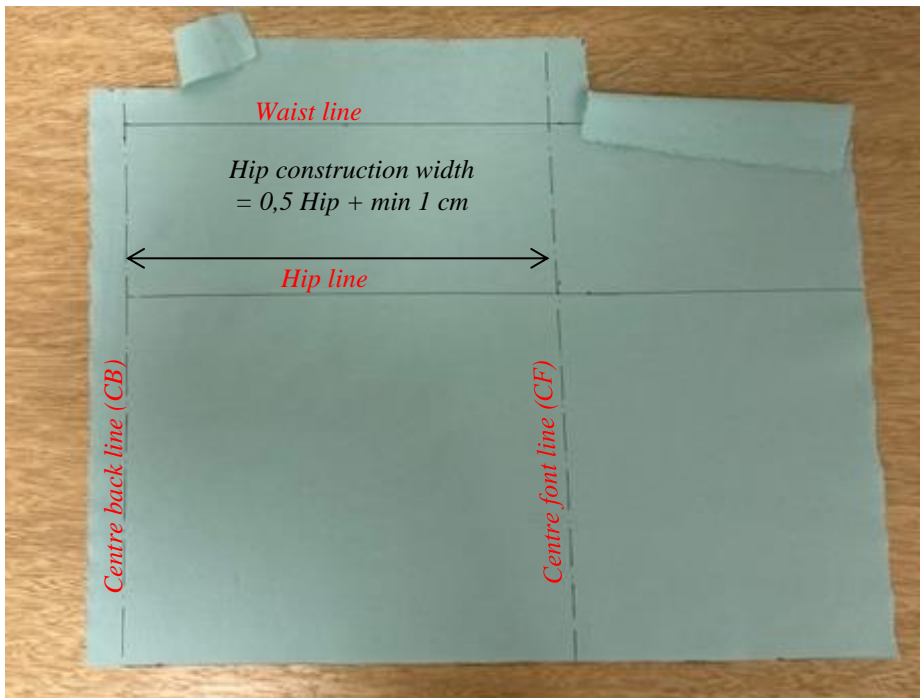 Waist line
Hip construction width
= 0,5 Hip + min 1 cm
Hip line
Centre back line (CB)
Centre font line (CF)